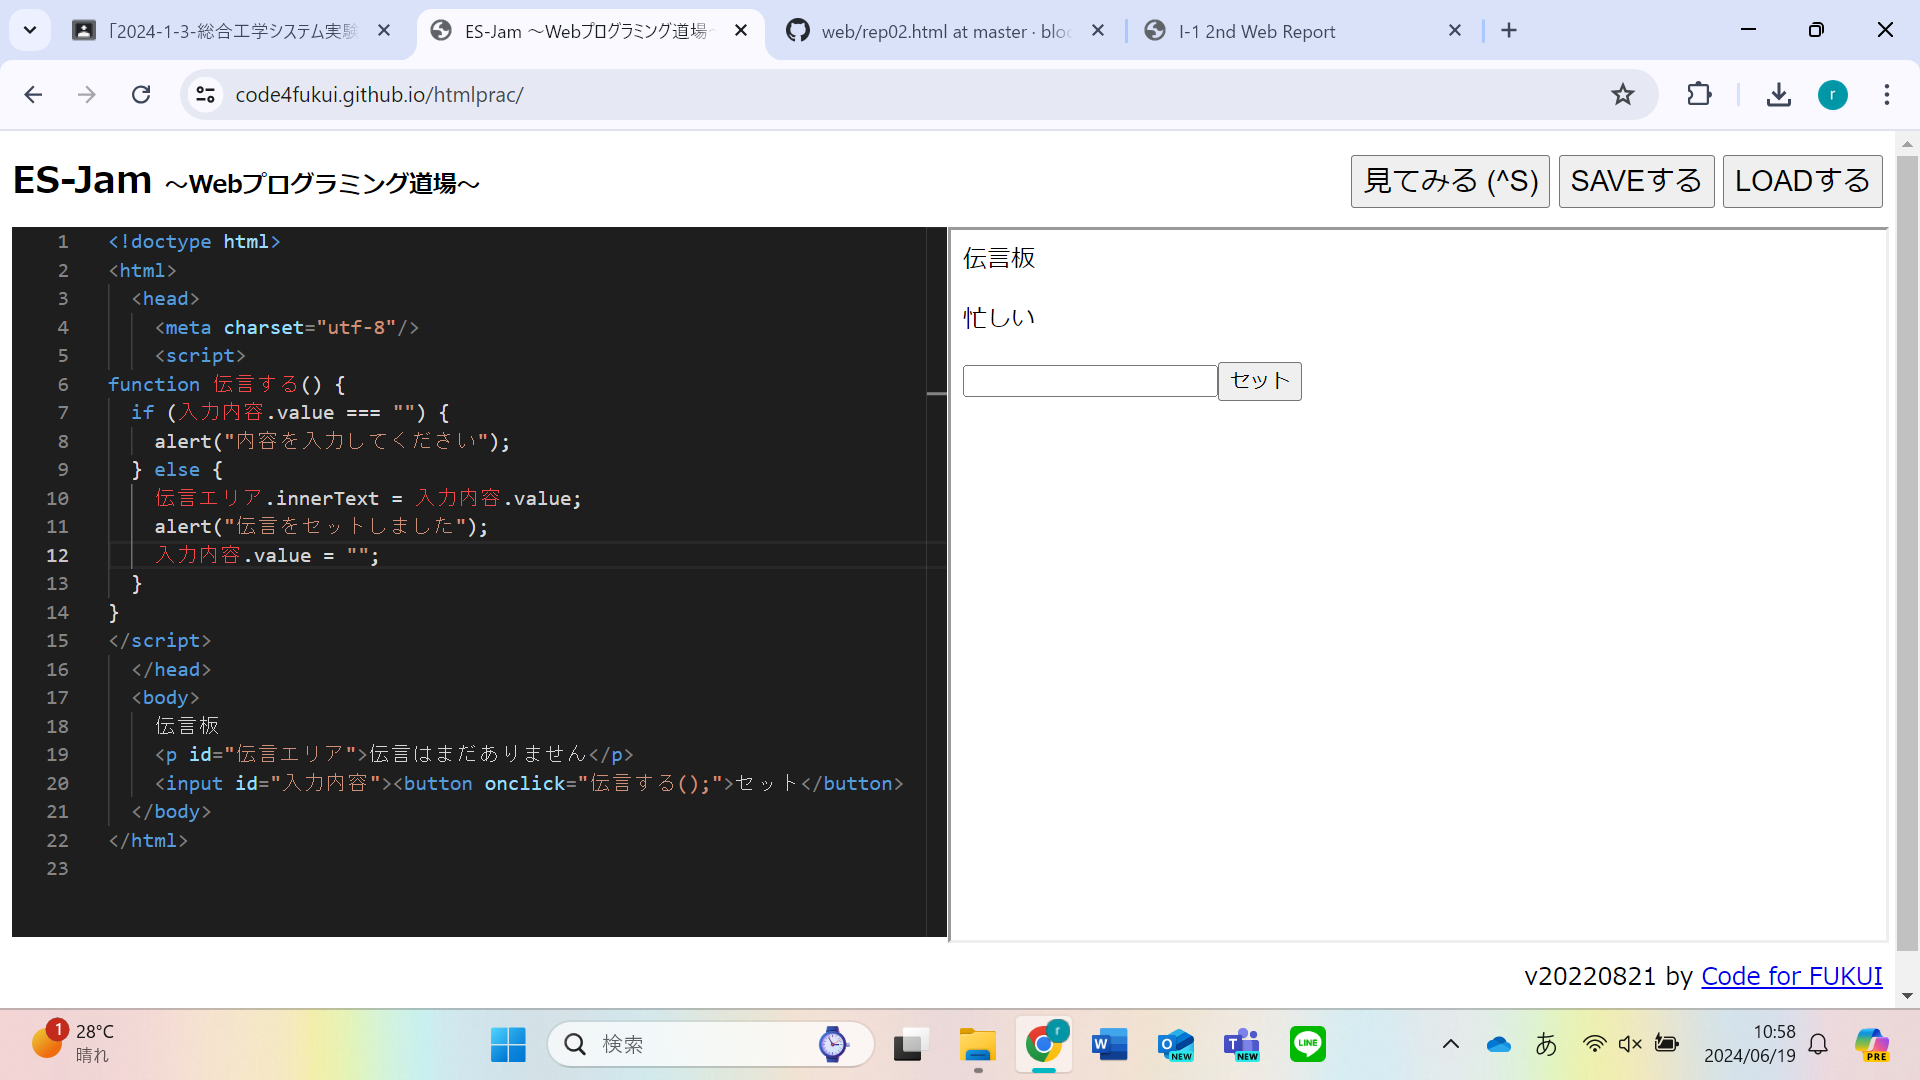 「2024-1-3-総合工学システム実験
ES-Jam ～Webプログラミング道場～
web/rep02.html at master · bloc
I-1 2nd Web Report
code4fukui.github.io/htmlprac/
r
ES-Jam ～Webプログラミング道場～
見てみる (^S)
SAVEする
LOADする
1 <!doctype html>
2 <html>
3 <head>
4 <meta charset="utf-8"/>
5 <script>
6 function 伝言する() {
7 if (入力内容.value === "") {
8 alert("内容を入力してください");
9 } else {
10 伝言エリア.innerText = 入力内容.value;
11 alert("伝言をセットしました");
12 入力内容.value = "";
13 }
14 }
15 </script>
16 </head>
17 <body>
18 伝言板
19 <p id="伝言エリア">伝言はまだありません</p>
20 <input id="入力内容"><button onclick="伝言する();">セット</button>
21 </body>
22 </html>
23
伝言板
忙しい
セット
v20220821 by Code for FUKUI
1
28°C
晴れ
検索
r
W
O
NEW
T
NEW
LINE
あ
10:58
2024/06/19
PRE